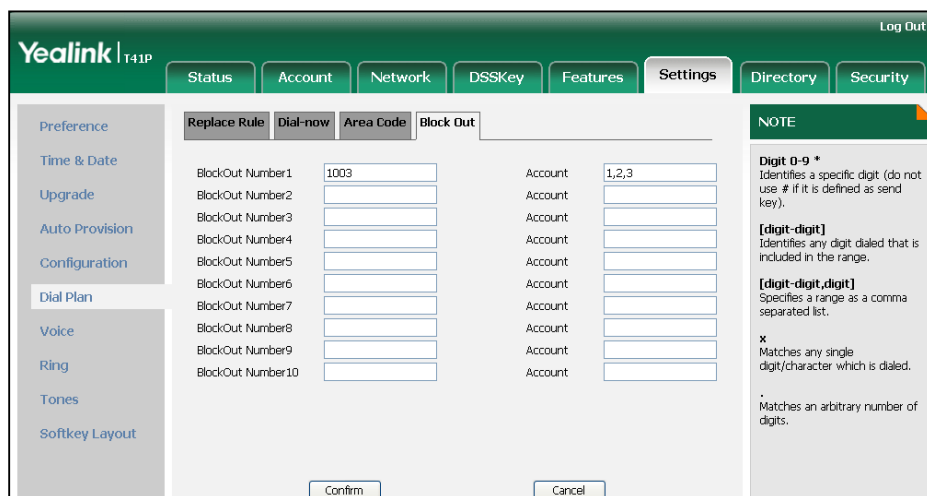 Log Out
Yealink T41P
Status Account Network DSSKey Features Settings Directory Security
Preference
Time & Date
Upgrade
Auto Provision
Configuration
Dial Plan
Voice
Ring
Tones
Softkey Layout
Replace Rule Dial-now Area Code Block Out
BlockOut Number1 1003 Account 1,2,3
BlockOut Number2 Account
BlockOut Number3 Account
BlockOut Number4 Account
BlockOut Number5 Account
BlockOut Number6 Account
BlockOut Number7 Account
BlockOut Number8 Account
BlockOut Number9 Account
BlockOut Number10 Account
Confirm Cancel
NOTE
Digit 0-9 *
Identifies a specific digit (do not
use # if it is defined as send
key).
[digit-digit]
Identifies any digit dialed that is
included in the range.
[digit-digit,digit]
Specifies a range as a comma
separated list.
x
Matches any single
digit/character which is dialed.
.
Matches an arbitrary number of
digits.